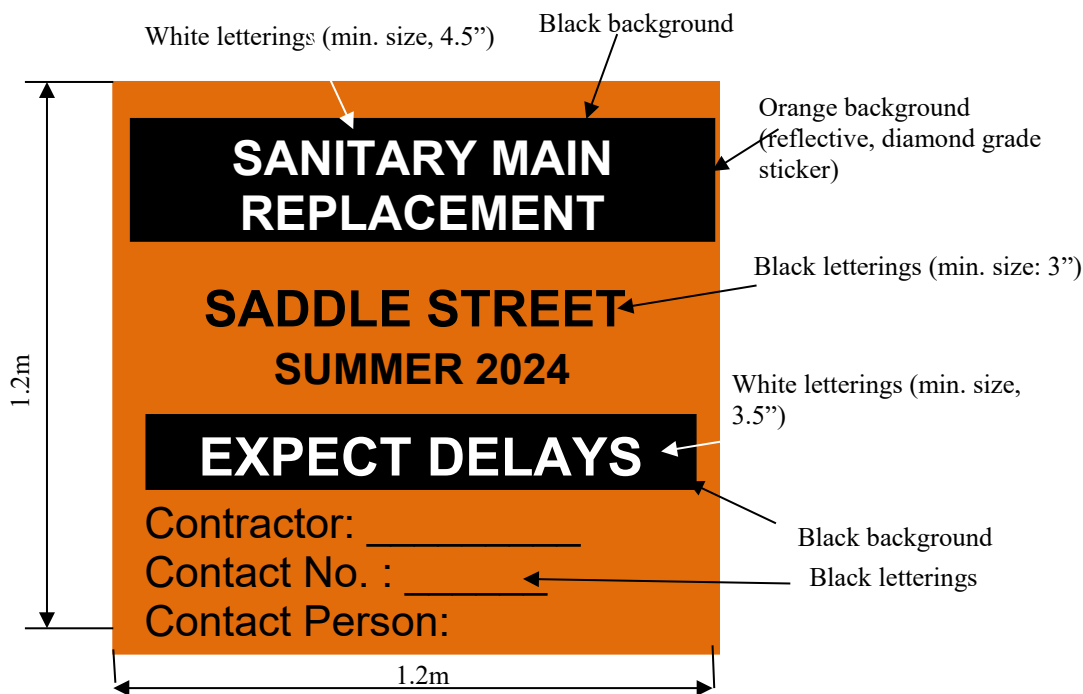 White letterings (min. size, 4.5”)
Black background
Orange background
(reflective, diamond grade
sticker)
SANITARY MAIN
REPLACEMENT
Black letterings (min. size: 3”)
SADDLE STREET
SUMMER 2024
1.2m
White letterings (min. size,
3.5”)
EXPECT DELAYS
Contractor: _________
Black background
Contact No. : ______
Black letterings
Contact Person:
1.2m